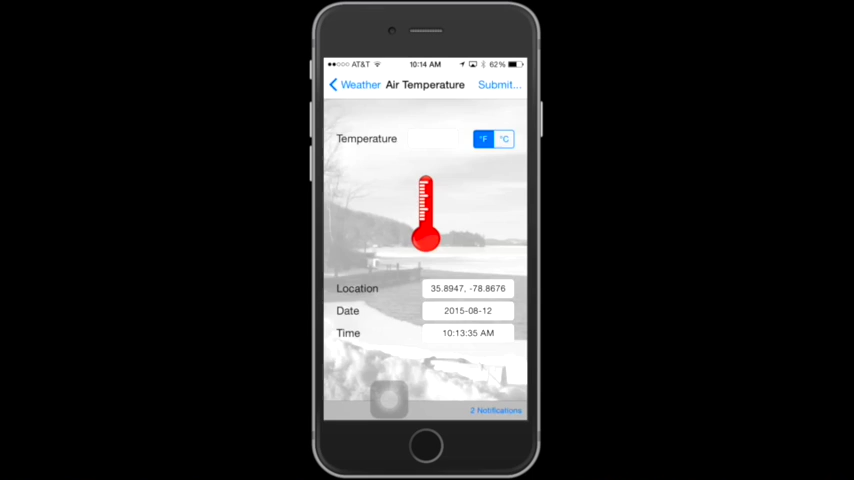 AT&T 10:14 AM 62%
Weather Air Temperature Submit...
Temperature °F °C
Location 35.8947, -78.8676
Date 2015-08-12
Time 10:13:35 AM
2 Notifications